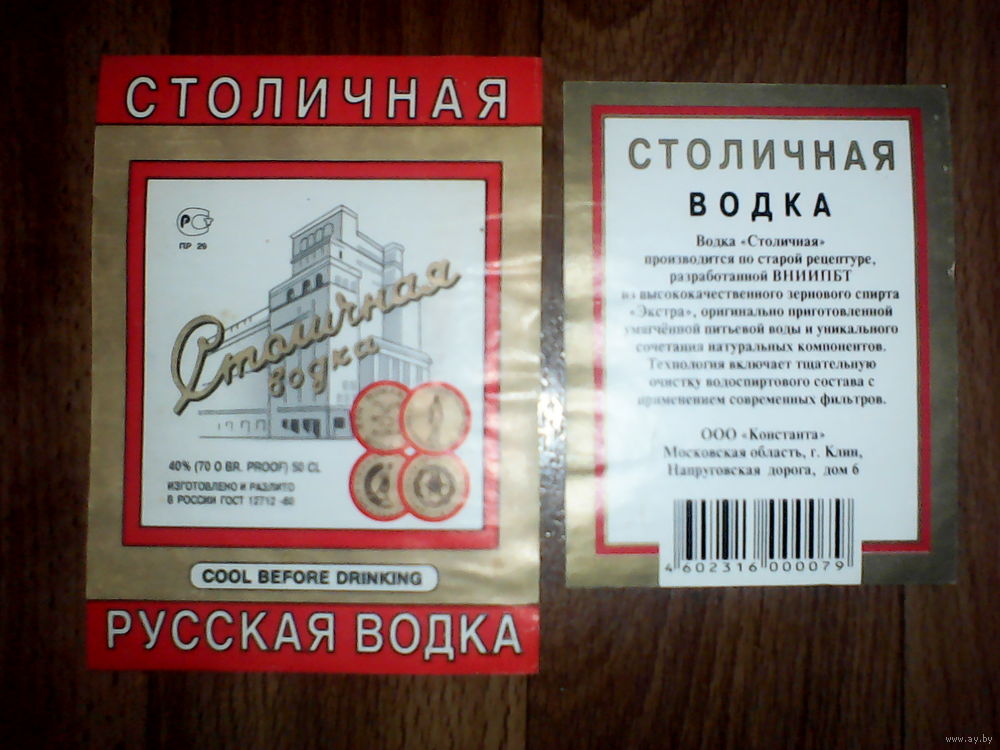 СТОЛИЧНАЯ
ПР 29
Столичная
водка
40% (70 O BR. PROOF) 50 CL
ИЗГОТОВЛЕНО И РАЗЛИТО
В РОССИИ ГОСТ 12712 -80
COOL BEFORE DRINKING
РУССКАЯ ВОДКА
СТОЛИЧНАЯ
ВОДКА
Водка «Столичная»
производится по старой рецептуре,
разработанной ВНИИПБТ
из высококачественного зернового спирта
«Экстра», оригинально приготовленной
умягчённой питьевой воды и уникального
сочетания натуральных компонентов.
Технология включает тщательную
очистку водоспиртового состава с
применением современных фильтров.
ООО «Константа»
Московская область, г. Клин,
Напруговская дорога, дом 6
4 602316 000079
www.ay.by